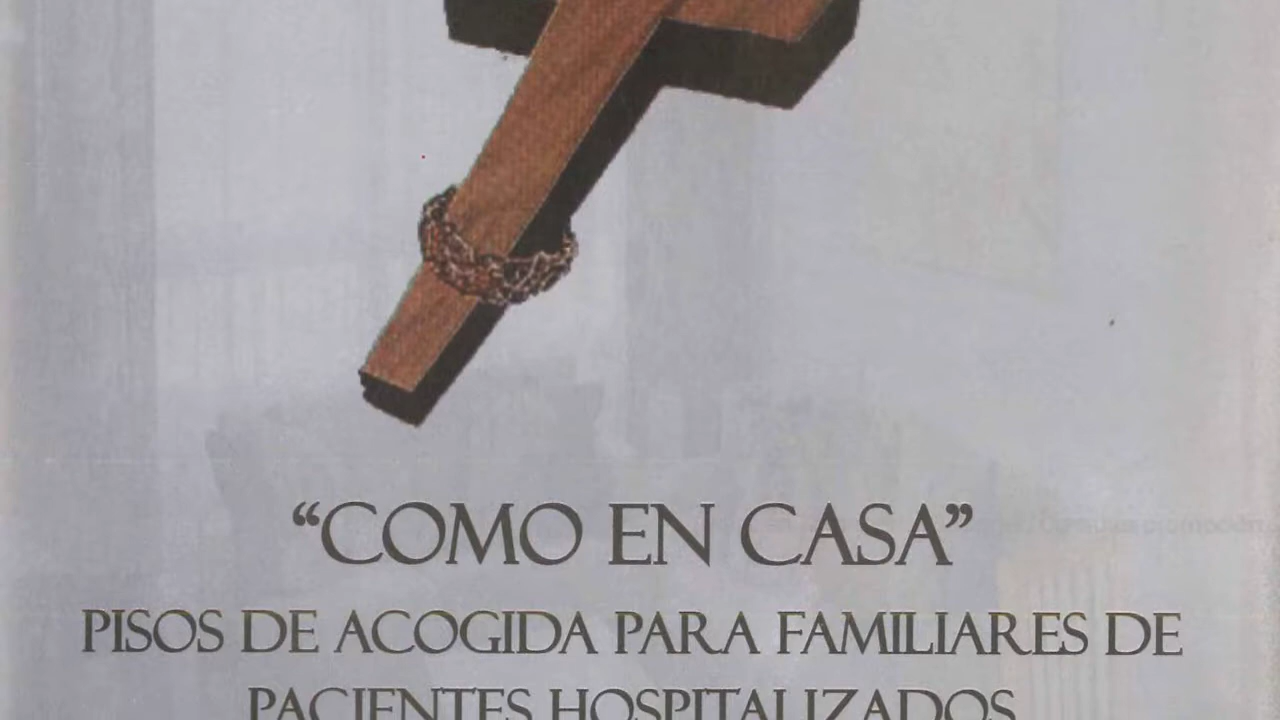 “COMO EN CASA”
PISOS DE ACOGIDA PARA FAMILIARES DE
PACIENTES HOSPITALIZADOS